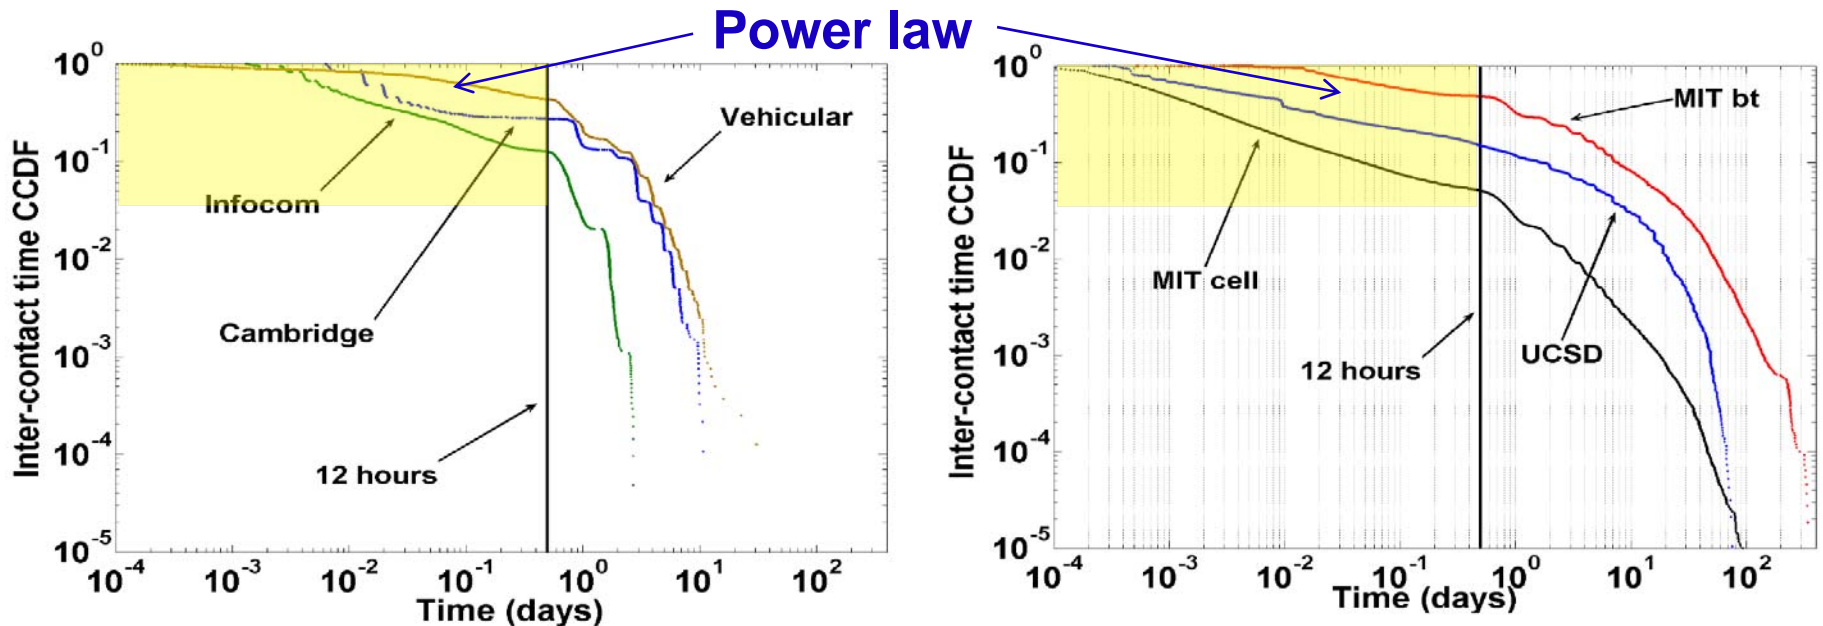 Power law
Inter-contact time CCDF
10^0
10^-1
10^-2
10^-3
10^-4
10^-5
Vehicular
Infocom
Cambridge
12 hours
10^-4 10^-3 10^-2 10^-1 10^0 10^1 10^2
Time (days)
Inter-contact time CCDF
10^0
10^-1
10^-2
10^-3
10^-4
10^-5
MIT bt
MIT cell
UCSD
12 hours
10^-4 10^-3 10^-2 10^-1 10^0 10^1 10^2
Time (days)